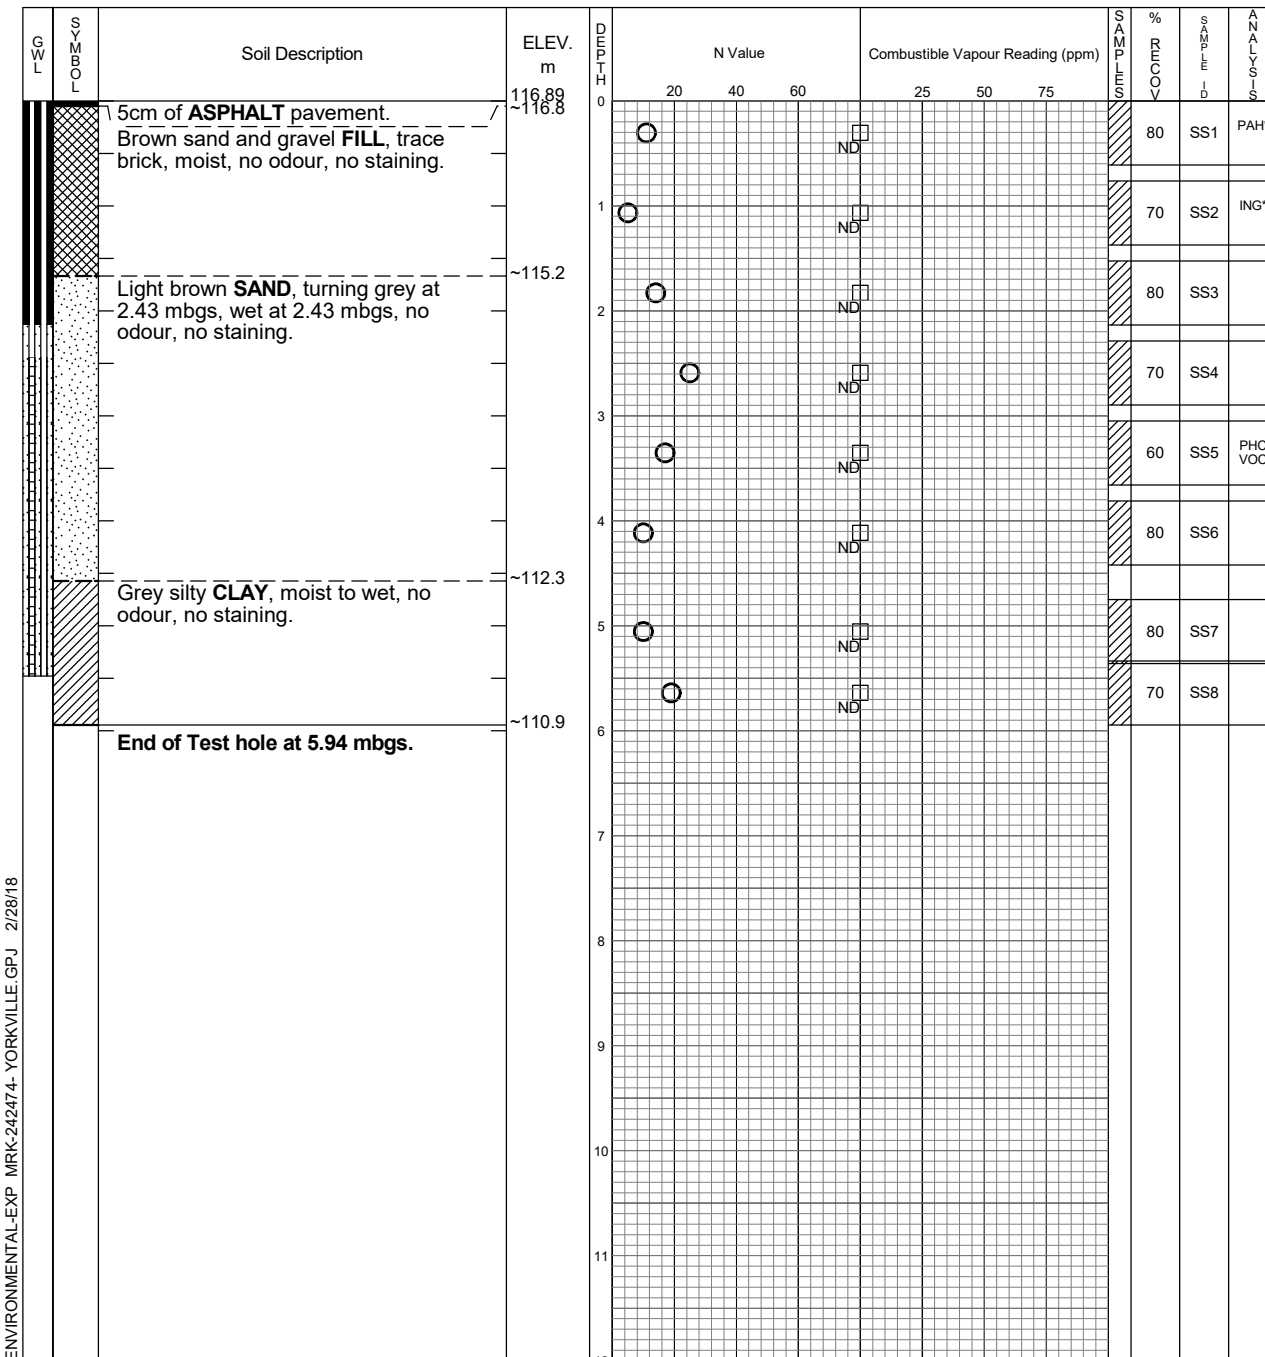 GWL
SYMBOL
Soil Description
ELEV.
m
DEPTH
N Value
Combustible Vapour Reading (ppm)
SAMPLES
% RECOV
SAMPLE ID
ANALYSIS
116.89
20 40 60
25 50 75
0
5cm of ASPHALT pavement.
~116.8
Brown sand and gravel FILL, trace
brick, moist, no odour, no staining.
ND
80 SS1 PAH
1
ND
70 SS2 ING*
~115.2
Light brown SAND, turning grey at
2.43 mbgs, wet at 2.43 mbgs, no
odour, no staining.
ND
80 SS3
2
ND
70 SS4
3
ND
60 SS5 PHC
VOC
4
ND
80 SS6
~112.3
Grey silty CLAY, moist to wet, no
odour, no staining.
5
ND
80 SS7
ND
70 SS8
~110.9
End of Test hole at 5.94 mbgs.
6
7
8
9
10
11
ENVIRONMENTAL-EXP MRK-242474- YORKVILLE.GPJ 2/28/18